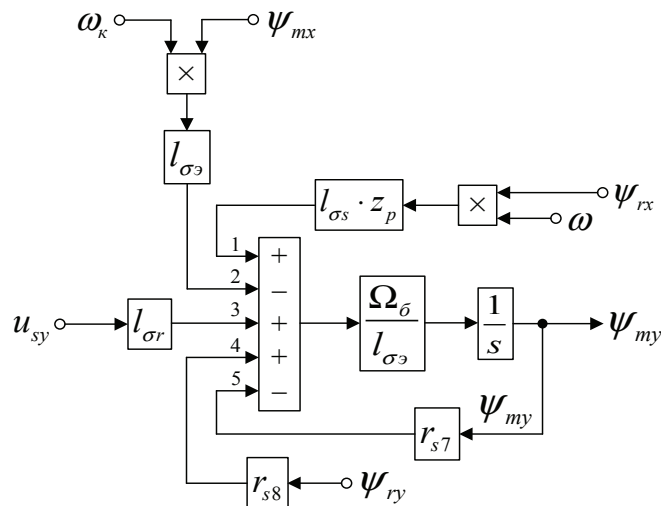 ω_к ψ_mx
×
l_σэ
l_σs · z_p × ψ_rx
ω
1 +
2 −
u_sy l_σr 3 + Ω_б / l_σэ 1 / s ψ_my
4 +
5 −
ψ_my
r_s7
r_s8 ψ_ry